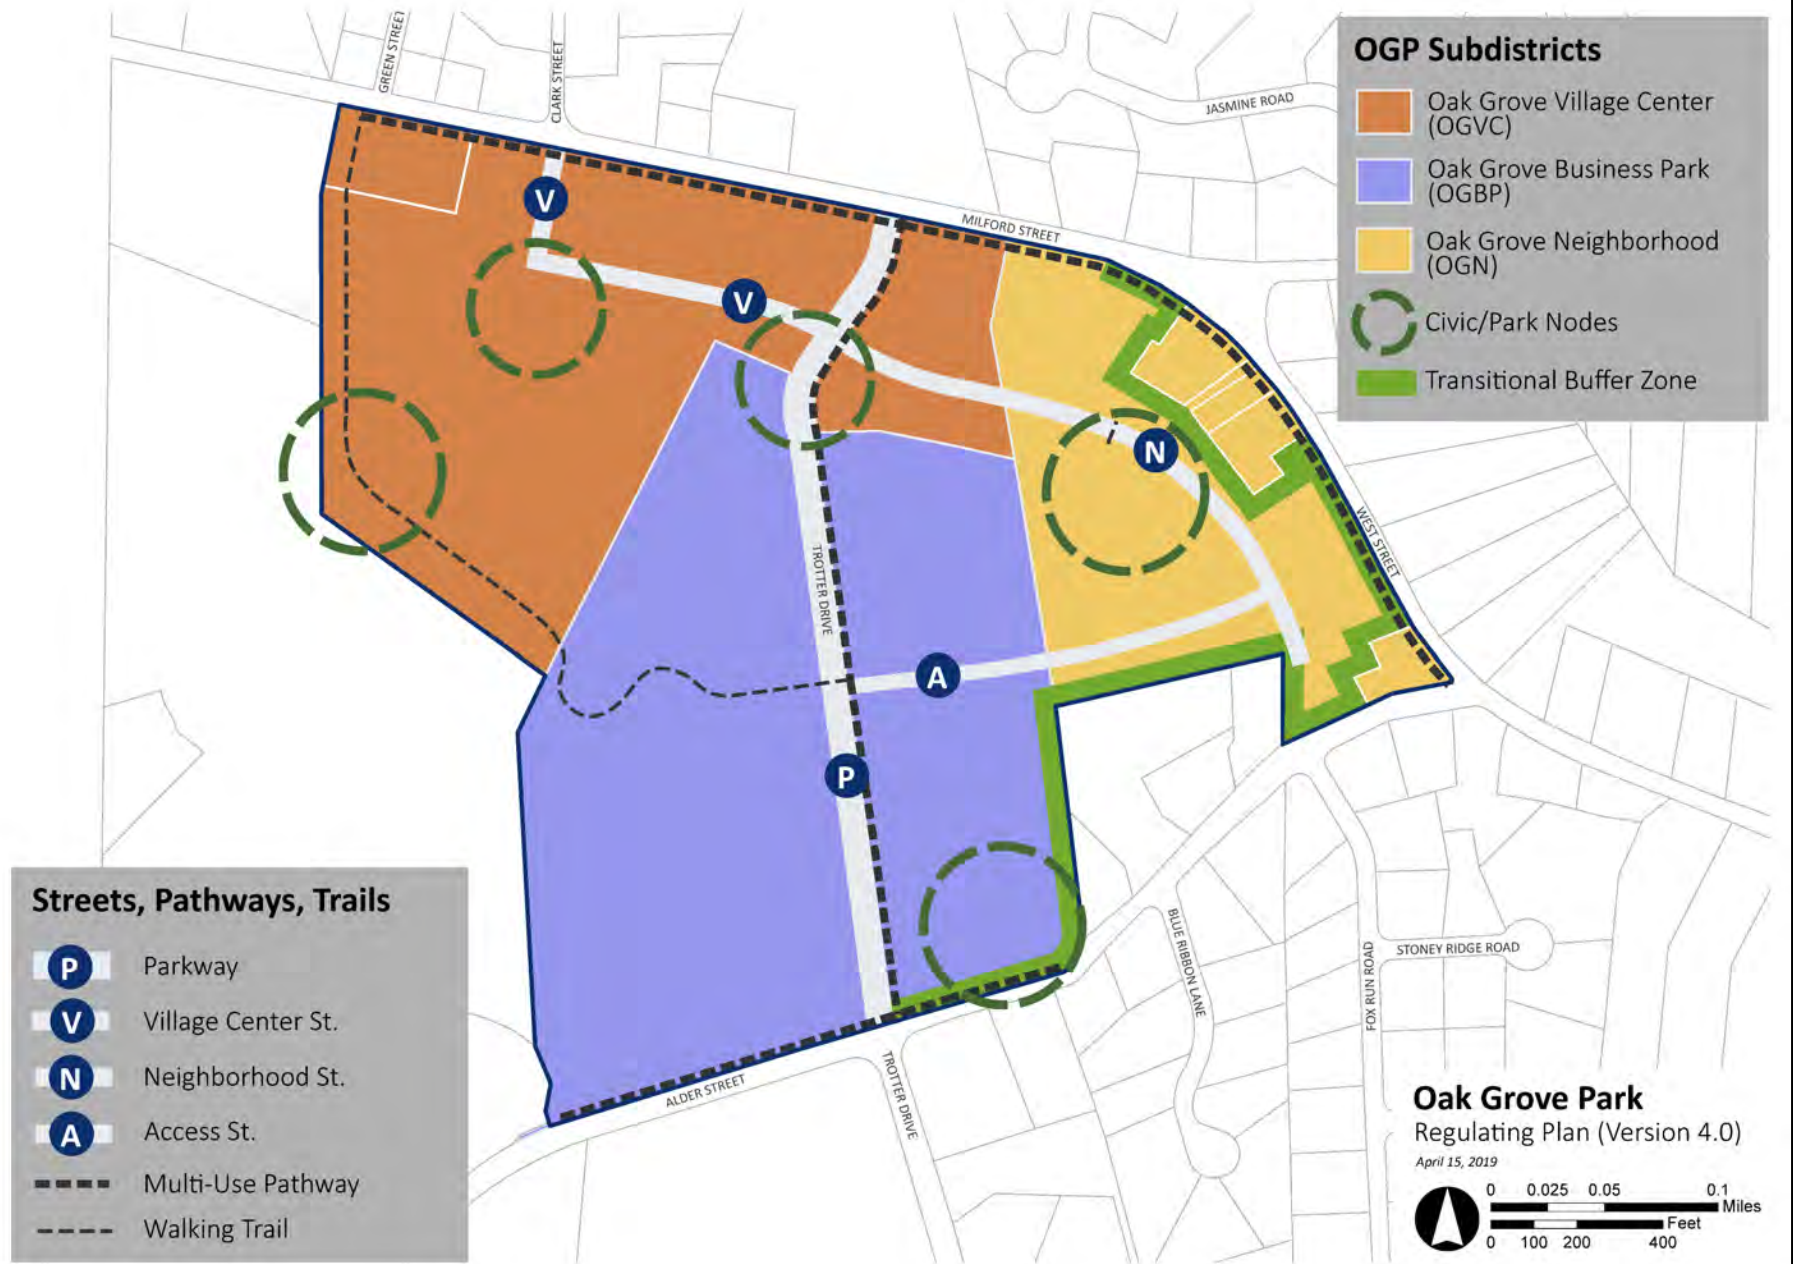 OGP Subdistricts
Oak Grove Village Center
(OGVC)
Oak Grove Business Park
(OGBP)
Oak Grove Neighborhood
(OGN)
Civic/Park Nodes
Transitional Buffer Zone
GREEN STREET
CLARK STREET
JASMINE ROAD
MILFORD STREET
V
V
N
WEST STREET
TROTTER DRIVE
A
P
BLUE RIBBON LANE
FOX RUN ROAD
STONEY RIDGE ROAD
ALDER STREET
TROTTER DRIVE
Streets, Pathways, Trails
P Parkway
V Village Center St.
N Neighborhood St.
A Access St.
Multi-Use Pathway
Walking Trail
Oak Grove Park
Regulating Plan (Version 4.0)
April 15, 2019
0 0.025 0.05 0.1
Miles
Feet
0 100 200 400